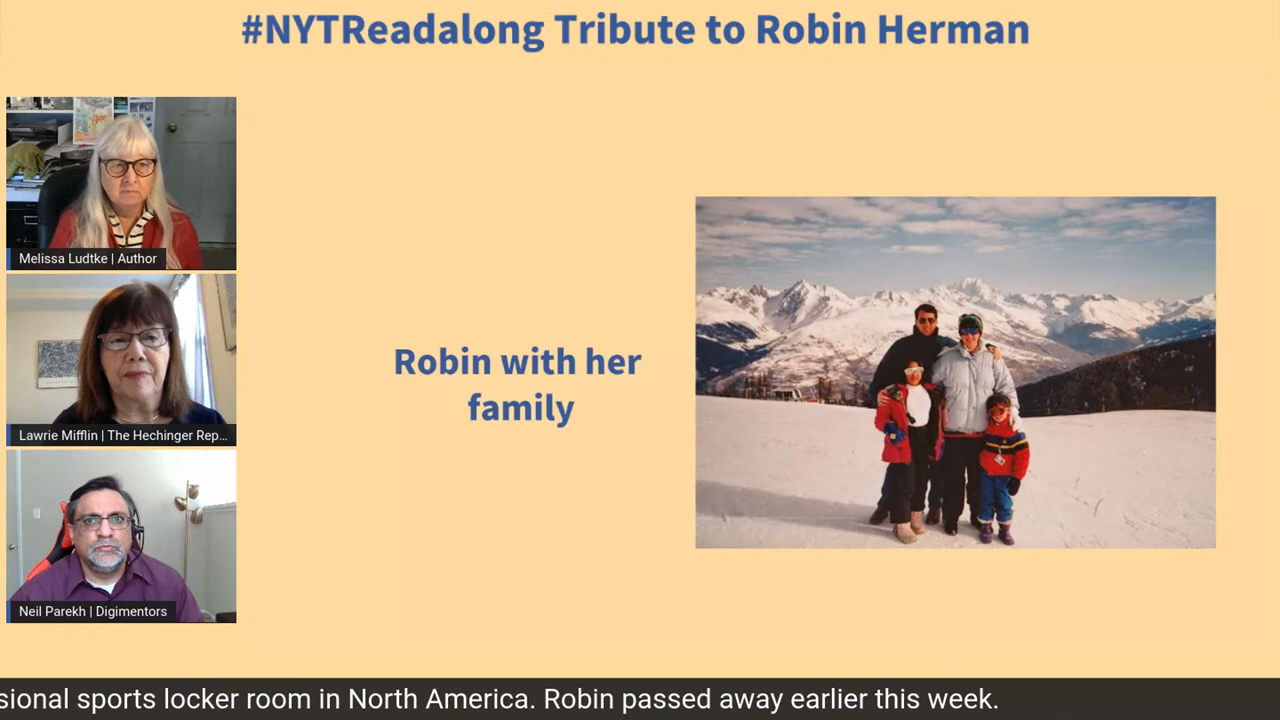 #NYTReadalong Tribute to Robin Herman
Melissa Ludtke | Author
Lawrie Mifflin | The Hechinger Rep...
Neil Parekh | Digimentors
Robin with her
family
sional sports locker room in North America. Robin passed away earlier this week.